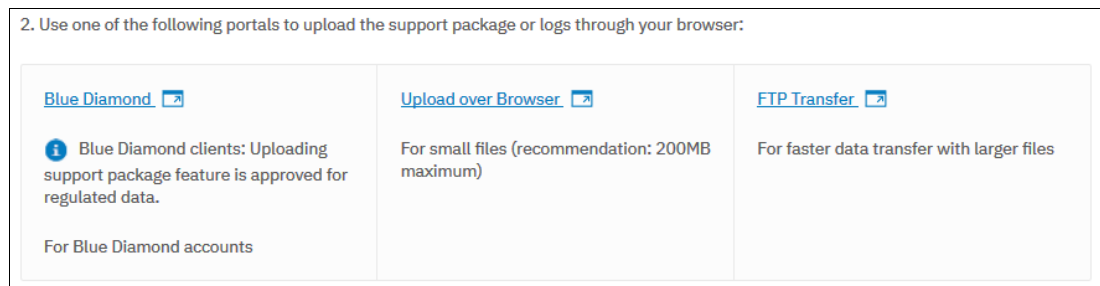 2. Use one of the following portals to upload the support package or logs through your browser:
Blue Diamond
Blue Diamond clients: Uploading
support package feature is approved for
regulated data.
For Blue Diamond accounts
Upload over Browser
For small files (recommendation: 200MB
maximum)
FTP Transfer
For faster data transfer with larger files